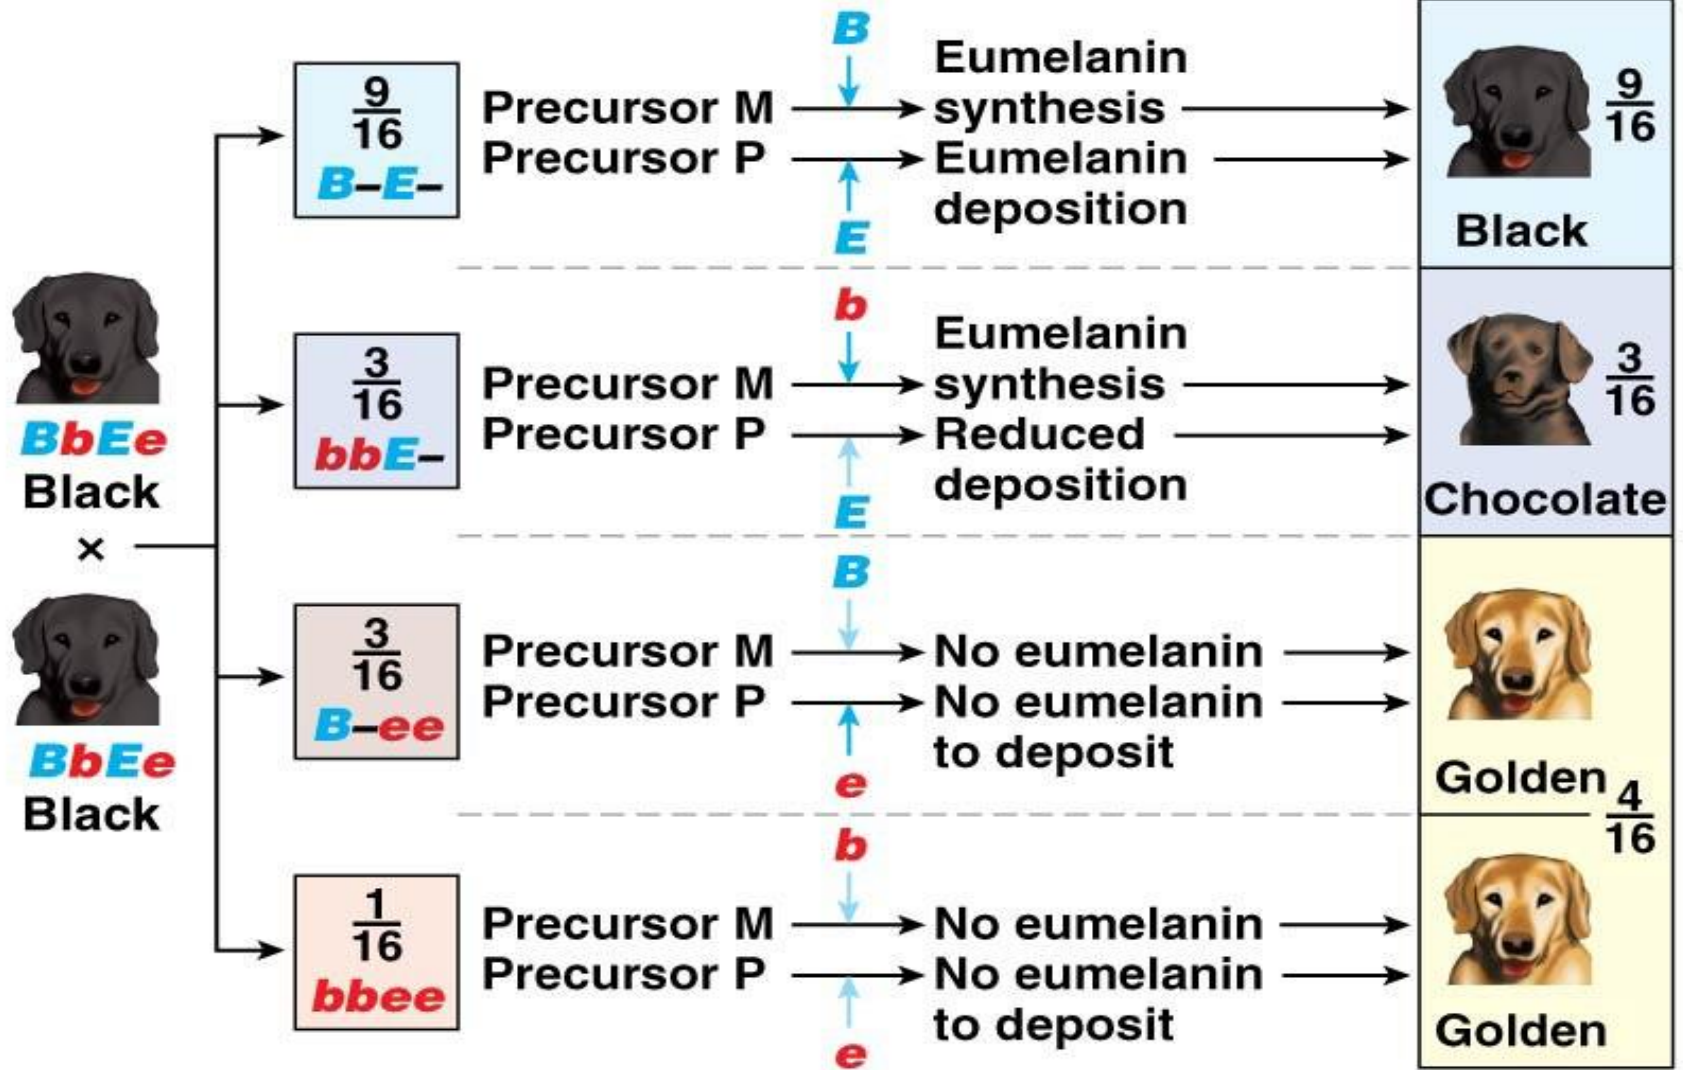 BbEe
Black
×
BbEe
Black
9
16
B–E–
Precursor M
Precursor P
B
E
Eumelanin
synthesis
Eumelanin
deposition
9
16
Black
3
16
bbE–
Precursor M
Precursor P
b
E
Eumelanin
synthesis
Reduced
deposition
3
16
Chocolate
3
16
B–ee
Precursor M
Precursor P
B
e
No eumelanin
No eumelanin
to deposit
Golden
4
16
1
16
bbee
Precursor M
Precursor P
b
e
No eumelanin
No eumelanin
to deposit
Golden